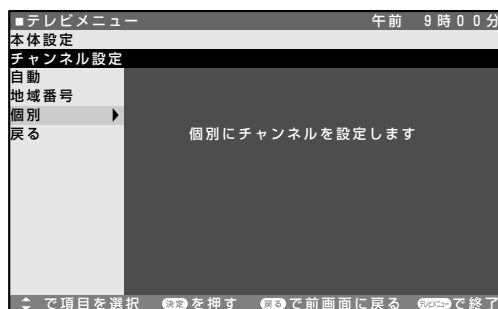 ■テレビメニュー 午前 9時00分
本体設定
チャンネル設定
自動
地域番号
個別
戻る
個別にチャンネルを設定します
で項目を選択 決定を押す 戻るで前画面に戻る テレビメニューで終了